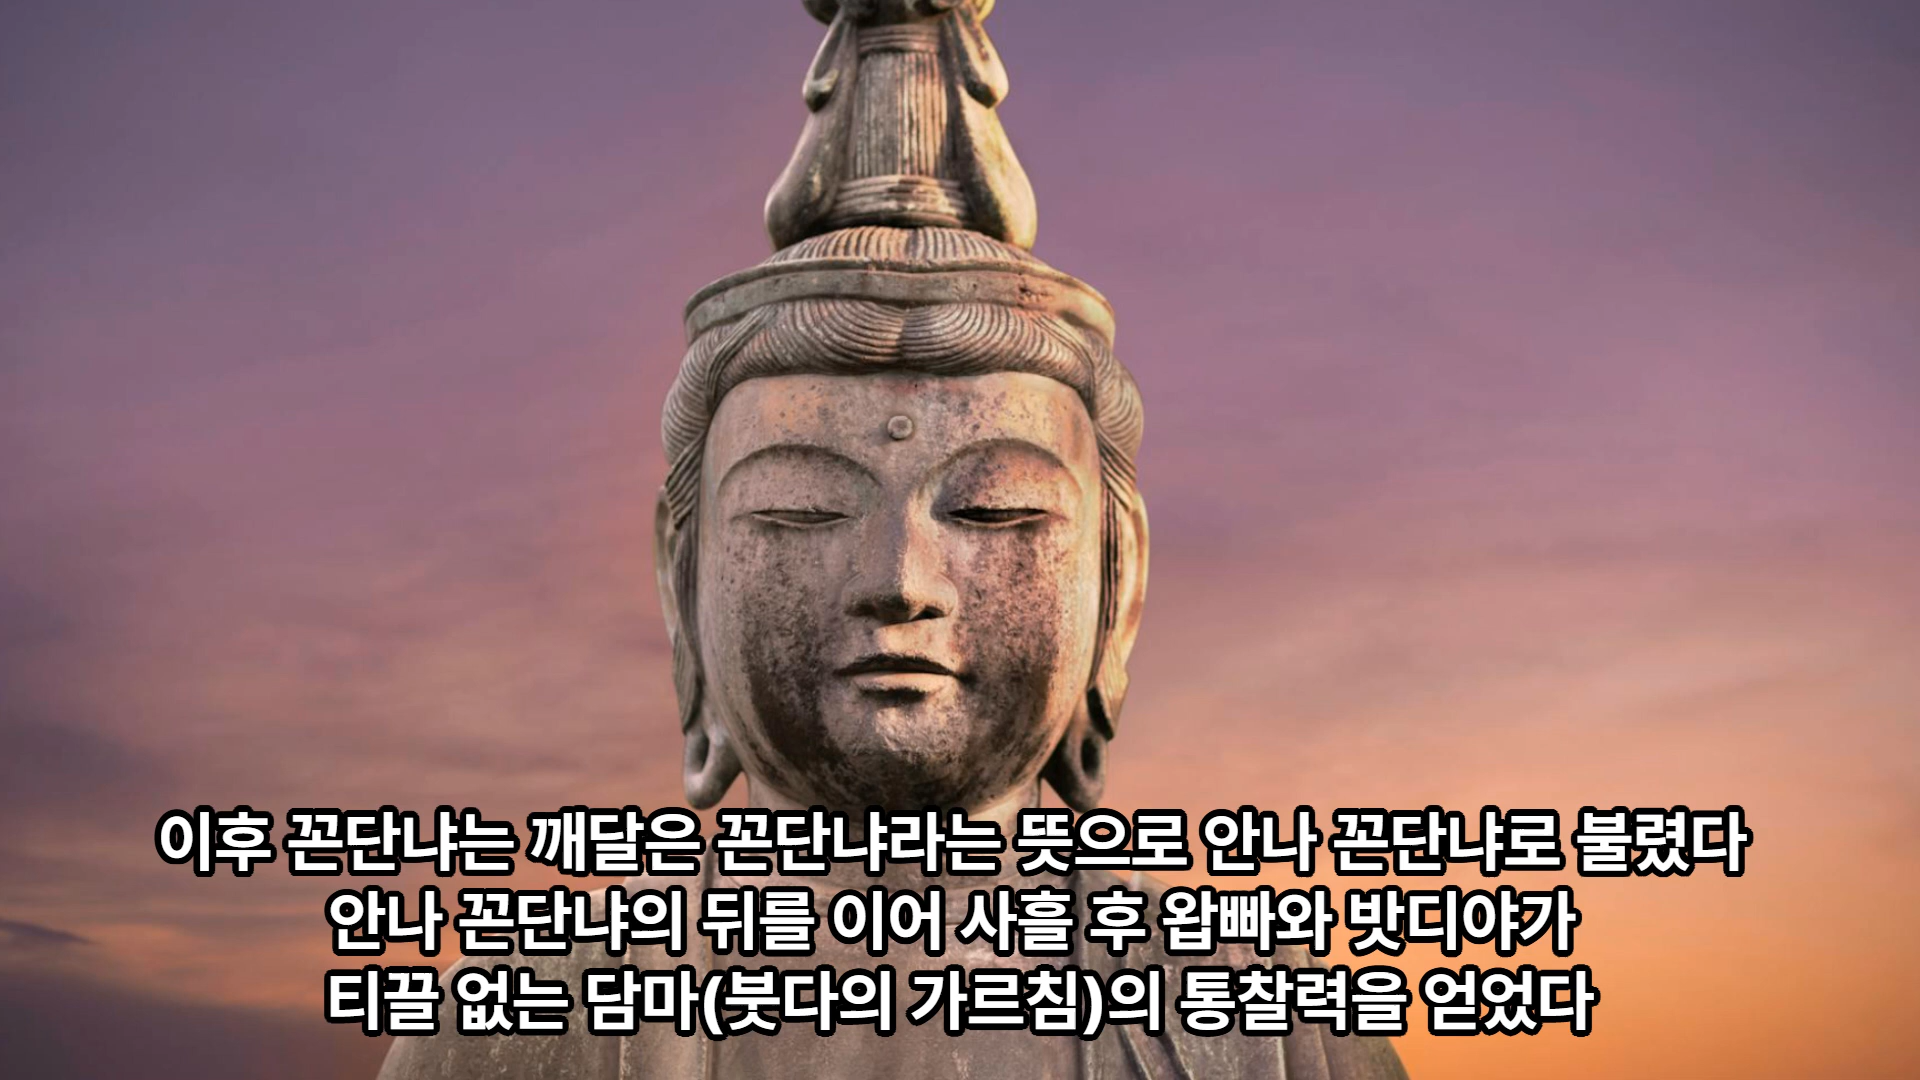 이후 꼰단냐는 깨달은 꼰단냐라는 뜻으로 안나 꼰단냐로 불렸다
안나 꼰단냐의 뒤를 이어 사흘 후 왑빠와 밧디야가
티끌 없는 담마(붓다의 가르침)의 통찰력을 얻었다